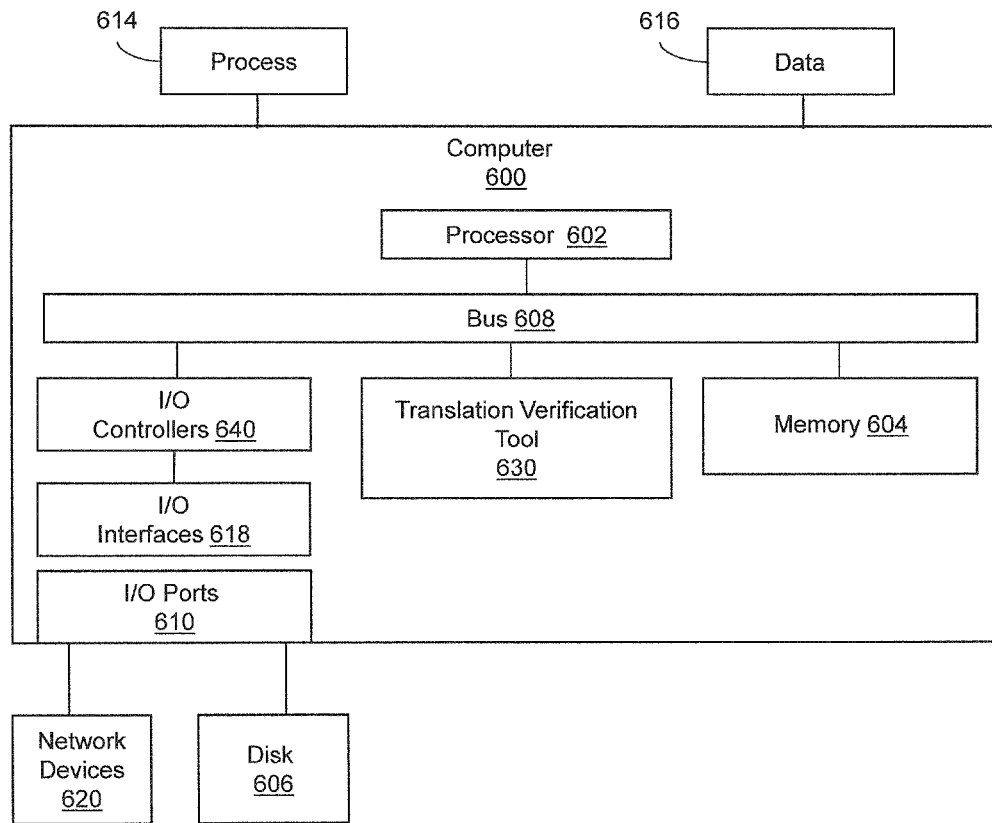 614
Process
616
Data
Computer
600
Processor 602
Bus 608
I/O
Controllers 640
Translation Verification
Tool
630
Memory 604
I/O
Interfaces 618
I/O Ports
610
Network
Devices
620
Disk
606